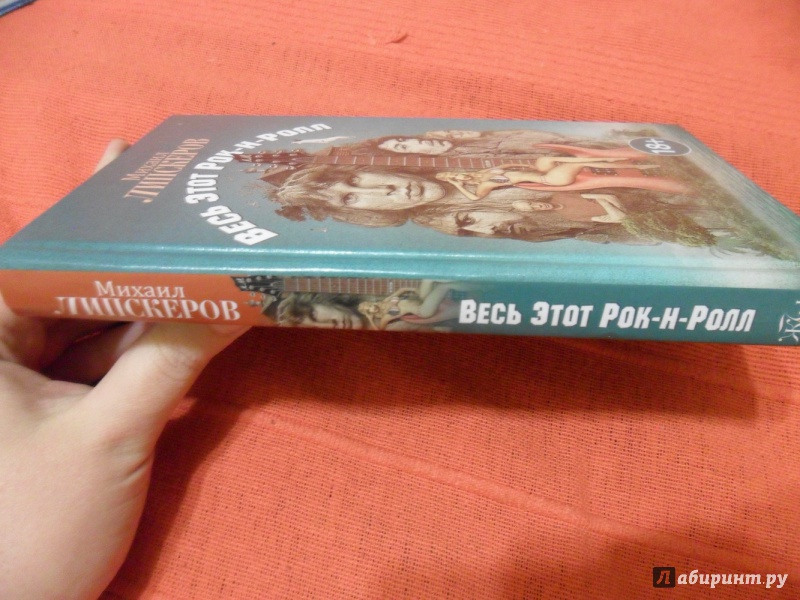 Михаил
ЛИПСКЕРОВ
ВЕСЬ ЭТОТ РОК-Н-РОЛЛ
18+
Михаил
ЛИПСКЕРОВ
ВЕСЬ ЭТОТ РОК-Н-РОЛЛ
Лабиринт.ру